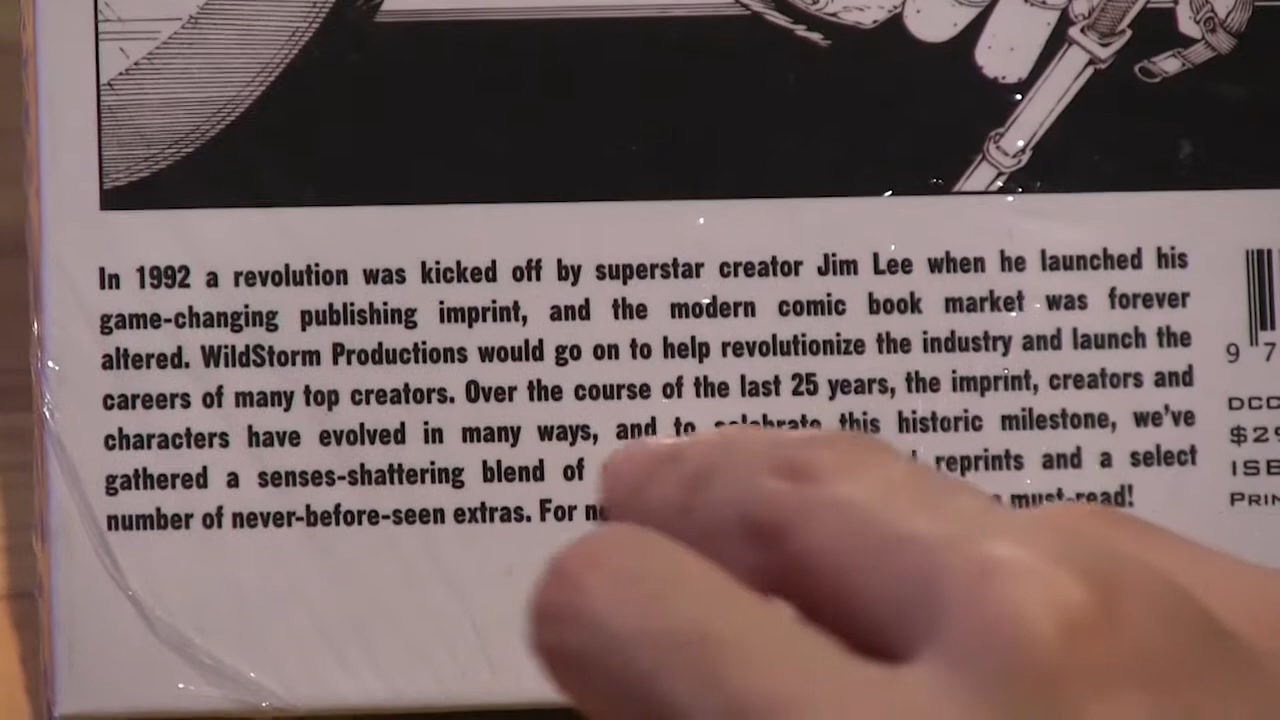 In 1992 a revolution was kicked off by superstar creator Jim Lee when he launched his
game-changing publishing imprint, and the modern comic book market was forever
altered. WildStorm Productions would go on to help revolutionize the industry and launch the
careers of many top creators. Over the course of the last 25 years, the imprint, creators and
characters have evolved in many ways, and to celebrate this historic milestone, we've
gathered a senses-shattering blend of reprints and a select
number of never-before-seen extras. For must-read!
9 7
DCC
$29
ISB
PRIN